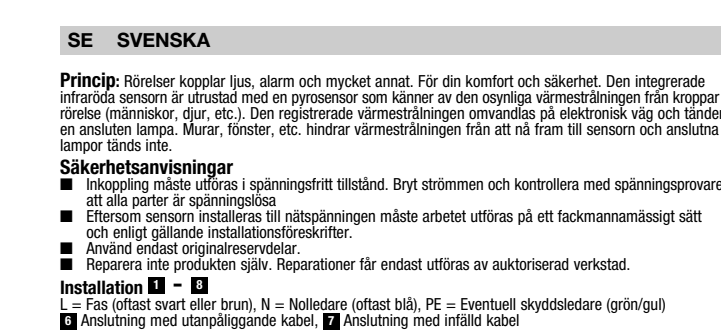 SE SVENSKA
Princip: Rörelser kopplar ljus, alarm och mycket annat. För din komfort och säkerhet. Den integrerade
infraröda sensorn är utrustad med en pyrosensor som känner av den osynliga värmestrålningen från kroppar
rörelse (människor, djur, etc.). Den registrerade värmestrålningen omvandlas på elektronisk väg och tänder
en ansluten lampa. Murar, fönster, etc. hindrar värmestrålningen från att nå fram till sensorn och anslutna
lampor tänds inte.
Säkerhetsanvisningar
■ Inkoppling måste utföras i spänningsfritt tillstånd. Bryt strömmen och kontrollera med spänningsprovare
att alla parter är spänningslösa
■ Eftersom sensorn installeras till nätspänningen måste arbetet utföras på ett fackmannamässigt sätt
och enligt gällande installationsföreskrifter.
■ Använd endast originalreservdelar.
■ Reparera inte produkten själv. Reparationer får endast utföras av auktoriserad verkstad.
Installation 1 - 8
L = Fas (oftast svart eller brun), N = Nolledare (oftast blå), PE = Eventuell skyddsledare (grön/gul)
6 Anslutning med utanpåliggande kabel, 7 Anslutning med infälld kabel